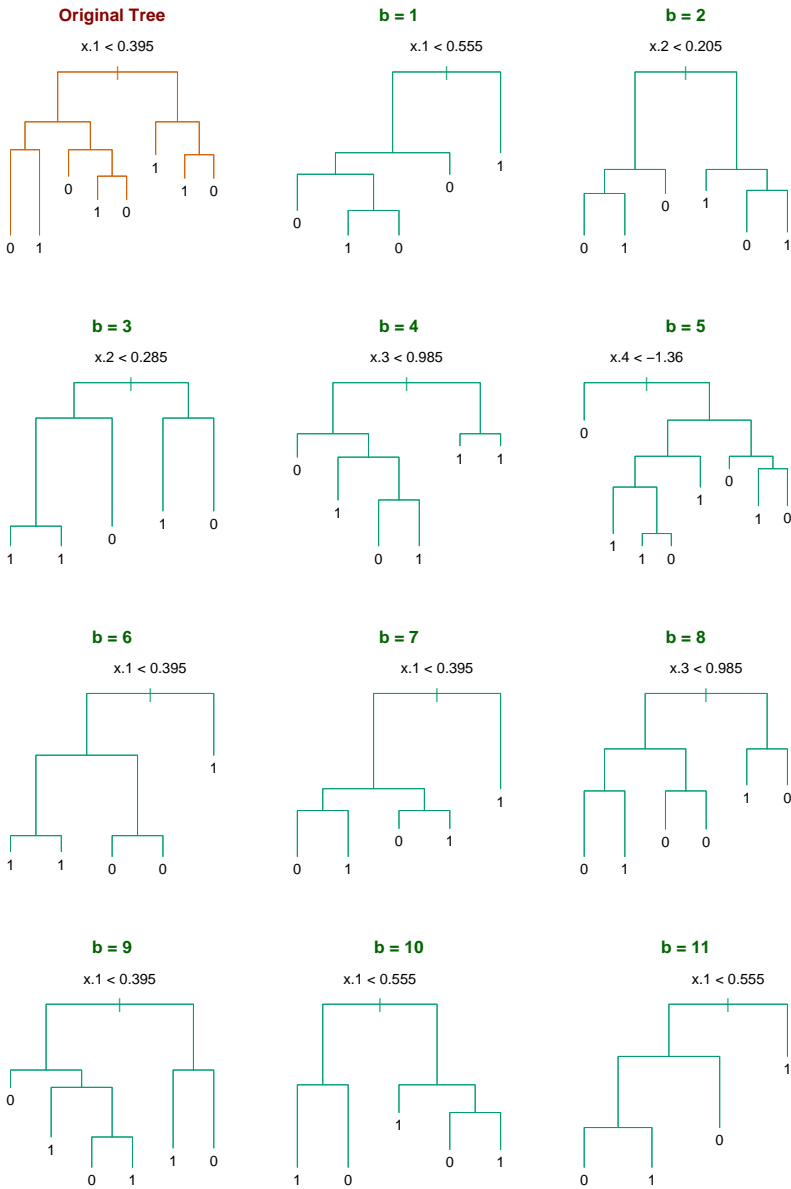 Original Tree
x.1 < 0.395
0 1 0 1 0 1 1 0
b = 1
x.1 < 0.555
0 1 0 0 1
b = 2
x.2 < 0.205
0 1 0 1 0 1
b = 3
x.2 < 0.285
1 1 0 1 0
b = 4
x.3 < 0.985
0 1 0 1 1 1
b = 5
x.4 < −1.36
0 1 1 0 1 0 1 0
b = 6
x.1 < 0.395
1 1 0 0 1
b = 7
x.1 < 0.395
0 1 0 1 1
b = 8
x.3 < 0.985
0 1 0 0 1 0
b = 9
x.1 < 0.395
0 1 0 1 1 0
b = 10
x.1 < 0.555
1 0 1 0 1
b = 11
x.1 < 0.555
0 1 0 1